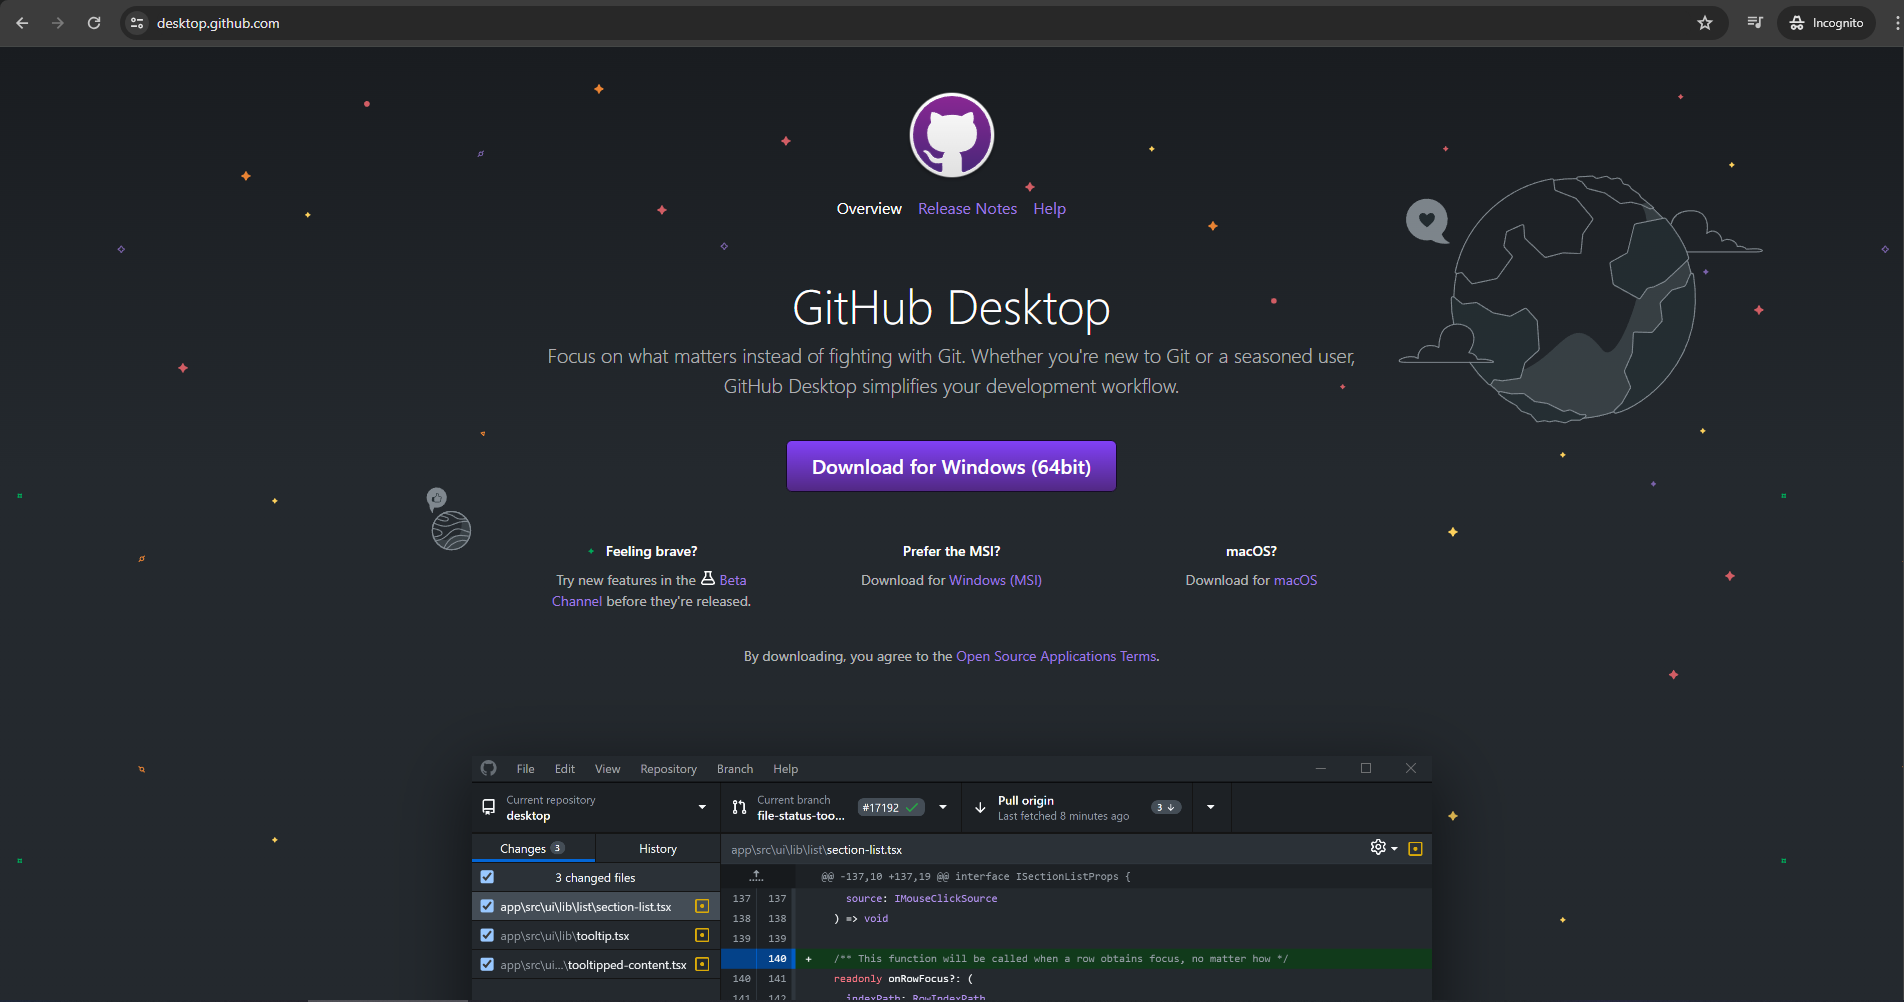 desktop.github.com
Incognito
Overview Release Notes Help
GitHub Desktop
Focus on what matters instead of fighting with Git. Whether you're new to Git or a seasoned user,
GitHub Desktop simplifies your development workflow.
Download for Windows (64bit)
Feeling brave?
Try new features in the Beta
Channel before they're released.
Prefer the MSI?
Download for Windows (MSI)
macOS?
Download for macOS
By downloading, you agree to the Open Source Applications Terms.
File Edit View Repository Branch Help
Current repository
desktop
Current branch
file-status-too...
#17192
Pull origin
Last fetched 8 minutes ago
3
Changes 3 History
3 changed files
app\src\ui\lib\list\section-list.tsx
app\src\ui\lib\tooltip.tsx
app\src\ui...\tooltipped-content.tsx
app\src\ui\lib\list\section-list.tsx
@@ -137,10 +137,19 @@ interface ISectionListProps {
137 137 source: IMouseClickSource
138 138 ) => void
139 139
140 + /** This function will be called when a row obtains focus, no matter how */
140 141 readonly onRowFocus?: (
141 142 indexPath: RowIndexPath